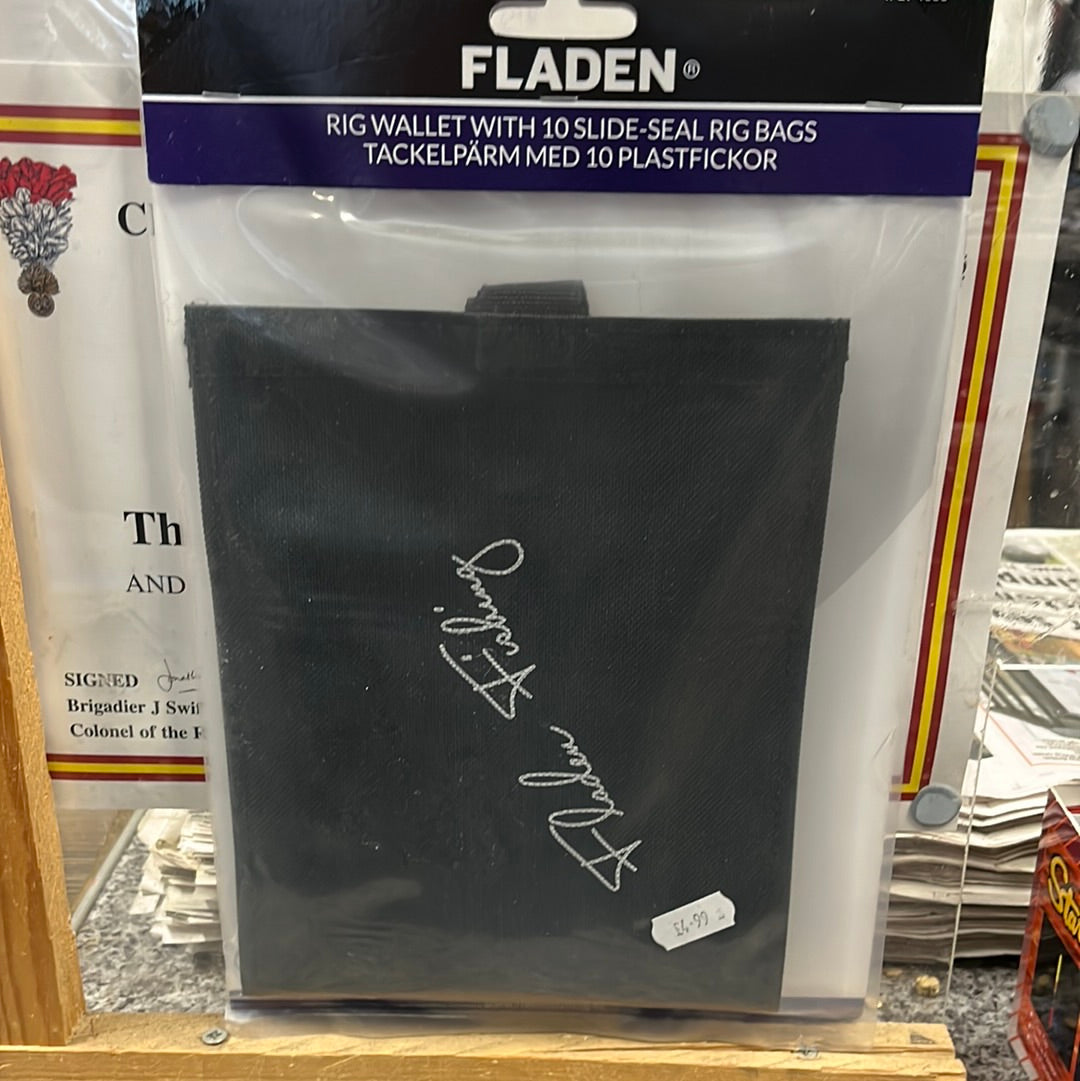 FLADEN®
RIG WALLET WITH 10 SLIDE-SEAL RIG BAGS
TACKELPÄRM MED 10 PLASTFICKOR
C
Th
AND
SIGNED
Brigadier J Swif
Colonel of the F
Fladen
Fishing
£4.99
Sta